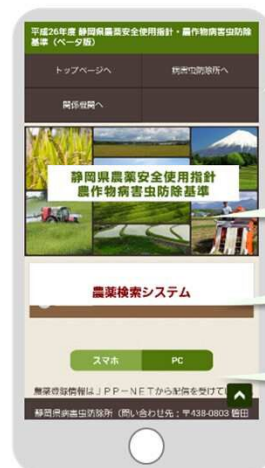 平成26年度 静岡県農薬安全使用指針・農作物病害虫防除
基準（ベータ版）
トップページへ
病害虫防除所へ
関係機関へ
静岡県農薬安全使用指針
農作物病害虫防除基準
農薬検索システム
スマホ
PC
農薬登録情報はＪＰＰ－ＮＥＴから配信を受けて
静岡県病害虫防除所（問い合わせ先；〒438-0803 磐田